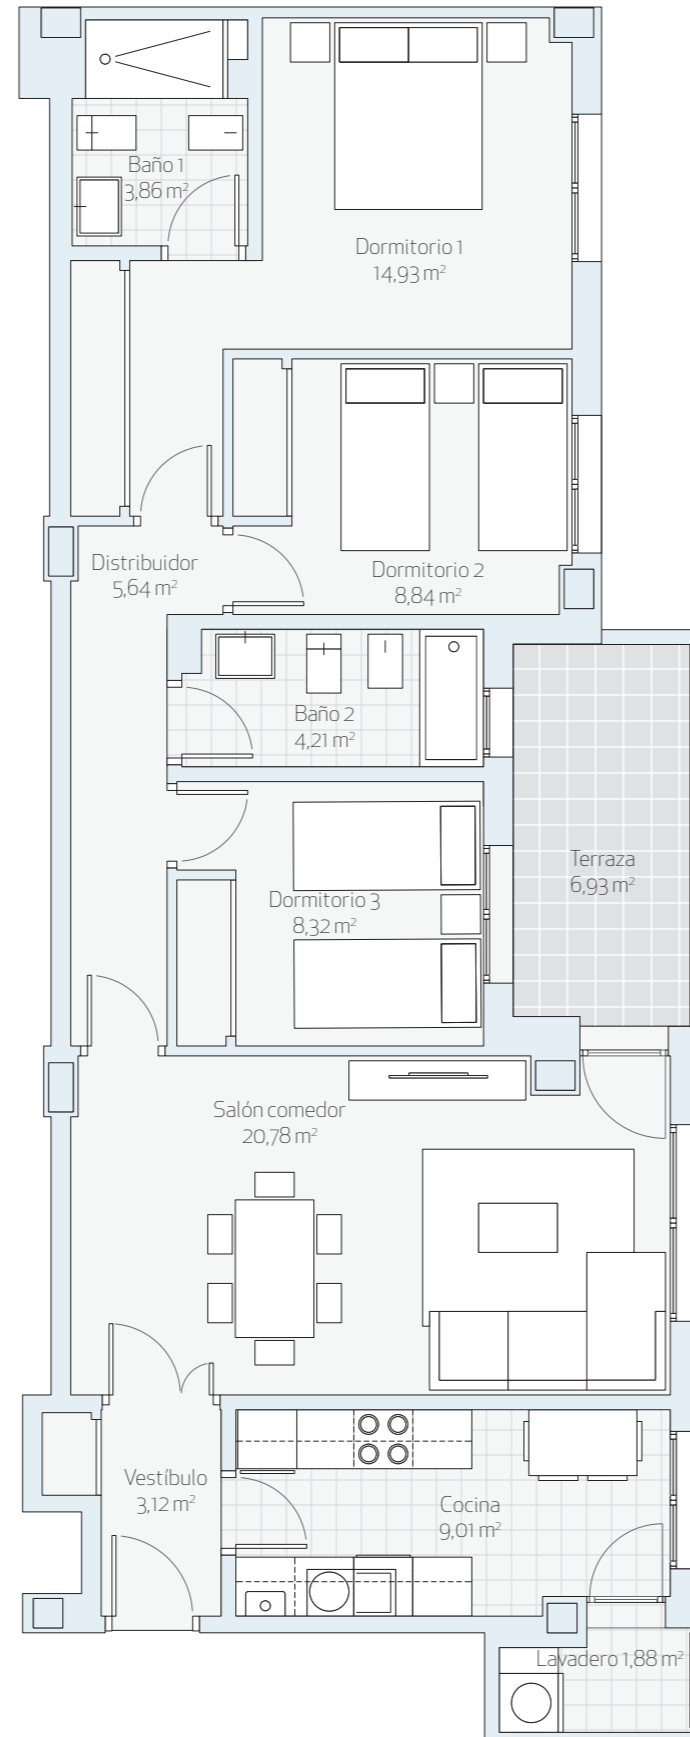 Baño 1
3,86 m²
Dormitorio 1
14,93 m²
Distribuidor
5,64 m²
Dormitorio 2
8,84 m²
Baño 2
4,21 m²
Terraza
6,93 m²
Dormitorio 3
8,32 m²
Salón comedor
20,78 m²
Vestíbulo
3,12 m²
Cocina
9,01 m²
Lavadero 1,88 m²